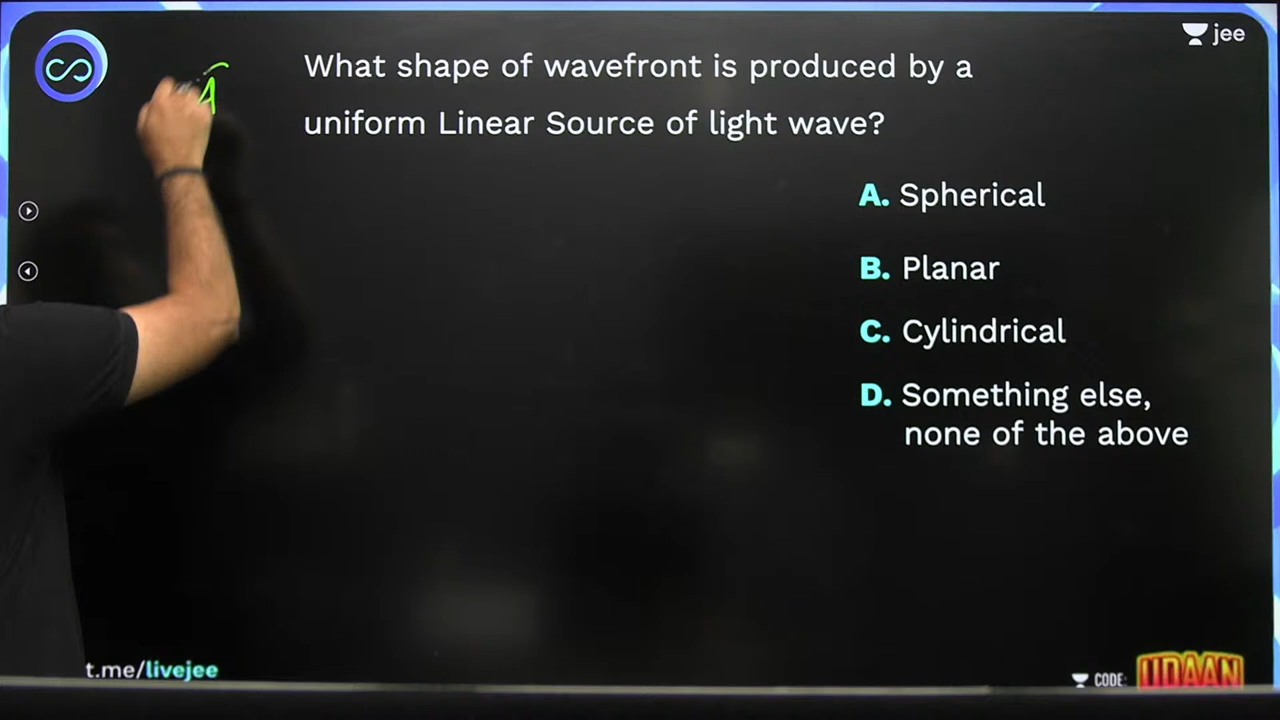 jee
What shape of wavefront is produced by a
uniform Linear Source of light wave?
A. Spherical
B. Planar
C. Cylindrical
D. Something else,
none of the above
t.me/livejee
CODE: UDAAN